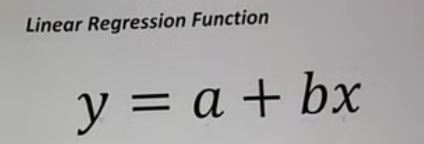 Linear Regression Function
y = a + bx